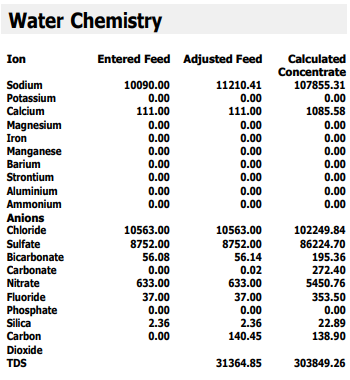 Water Chemistry
Ion Entered Feed Adjusted Feed Calculated
Concentrate
Sodium 10090.00 11210.41 107855.31
Potassium 0.00 0.00 0.00
Calcium 111.00 111.00 1085.58
Magnesium 0.00 0.00 0.00
Iron 0.00 0.00 0.00
Manganese 0.00 0.00 0.00
Barium 0.00 0.00 0.00
Strontium 0.00 0.00 0.00
Aluminium 0.00 0.00 0.00
Ammonium 0.00 0.00 0.00
Anions
Chloride 10563.00 10563.00 102249.84
Sulfate 8752.00 8752.00 86224.70
Bicarbonate 56.08 56.14 195.36
Carbonate 0.00 0.02 272.40
Nitrate 633.00 633.00 5450.76
Fluoride 37.00 37.00 353.50
Phosphate 0.00 0.00 0.00
Silica 2.36 2.36 22.89
Carbon 0.00 140.45 138.90
Dioxide
TDS 31364.85 303849.26